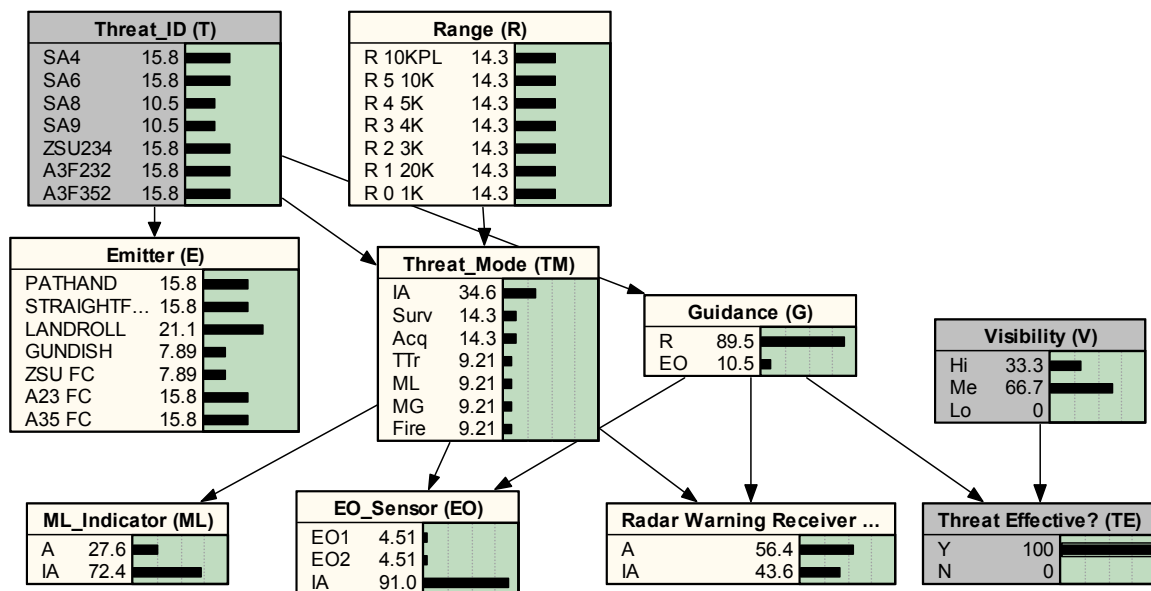 Threat_ID (T)
SA4 15.8
SA6 15.8
SA8 10.5
SA9 10.5
ZSU234 15.8
A3F232 15.8
A3F352 15.8
Range (R)
R 10KPL 14.3
R 5 10K 14.3
R 4 5K 14.3
R 3 4K 14.3
R 2 3K 14.3
R 1 20K 14.3
R 0 1K 14.3
Emitter (E)
PATHAND 15.8
STRAIGHTF... 15.8
LANDROLL 21.1
GUNDISH 7.89
ZSU FC 7.89
A23 FC 15.8
A35 FC 15.8
Threat_Mode (TM)
IA 34.6
Surv 14.3
Acq 14.3
TTr 9.21
ML 9.21
MG 9.21
Fire 9.21
Guidance (G)
R 89.5
EO 10.5
Visibility (V)
Hi 33.3
Me 66.7
Lo 0
ML_Indicator (ML)
A 27.6
IA 72.4
EO_Sensor (EO)
EO1 4.51
EO2 4.51
IA 91.0
Radar Warning Receiver ...
A 56.4
IA 43.6
Threat Effective? (TE)
Y 100
N 0